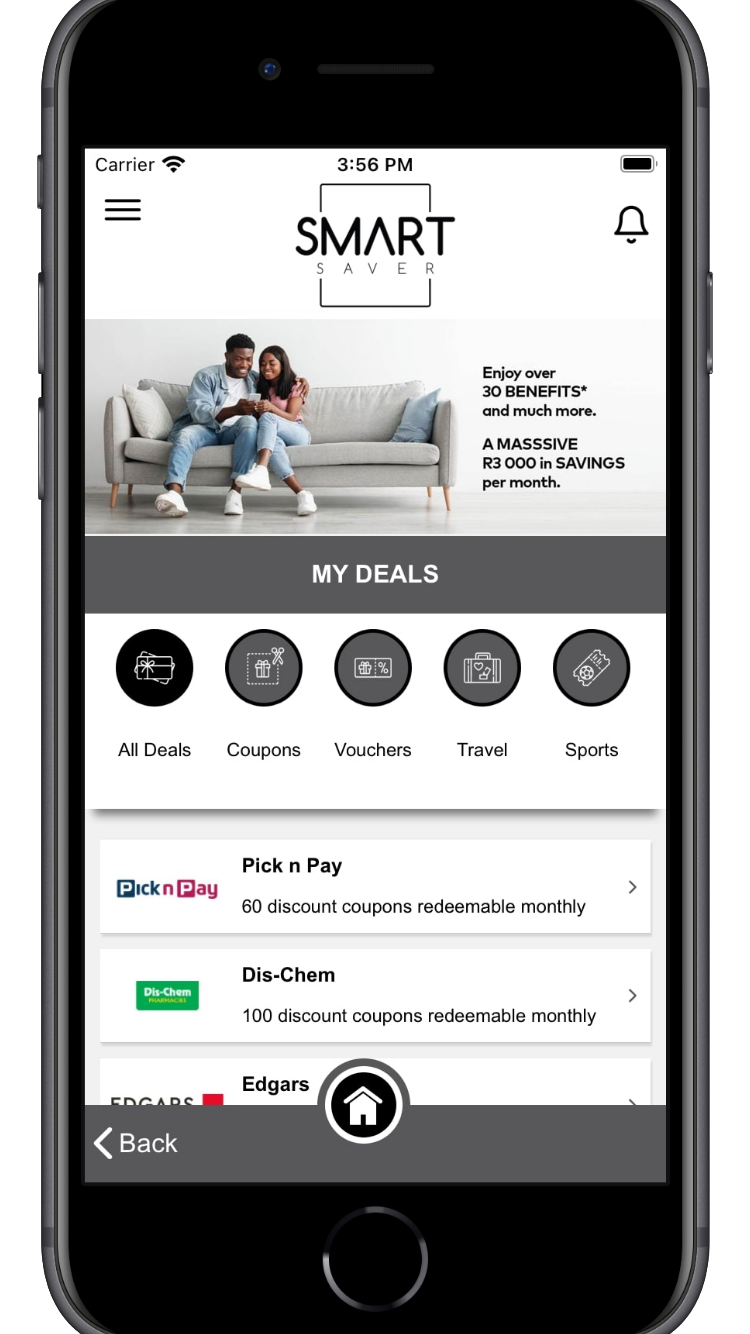 Carrier 3:56 PM
SMART
SAVER
Enjoy over
30 BENEFITS*
and much more.
A MASSSIVE
R3 000 in SAVINGS
per month.
MY DEALS
All Deals Coupons Vouchers Travel Sports
Pick n Pay
Pick n Pay
60 discount coupons redeemable monthly
Dis-Chem
PHARMACIES
Dis-Chem
100 discount coupons redeemable monthly
EDGARS
Edgars
Back